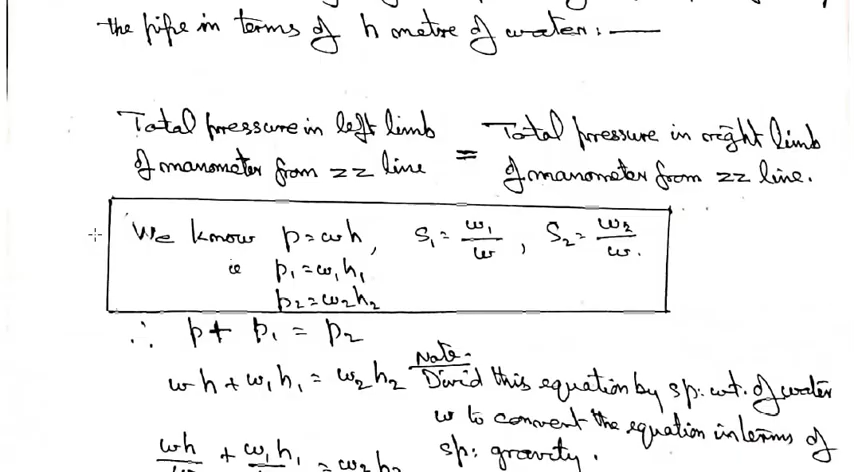 the pipe in terms of h metre of water:—
Total pressure in left limb = Total pressure in right limb
of manometer from zz line of manometer from zz line.
We know p=wh, S₁= w₁/w, S₂= w₂/w.
ie p₁=w₁h₁
p₂=w₂h₂
∴ p+ p₁ = p₂
wh+w₁h₁ = w₂h₂ Note- Divid this equation by sp. wt. of water
w to convert the equation in terms of
sp: gravity.
wh + w₁h₁ = w₂h₂